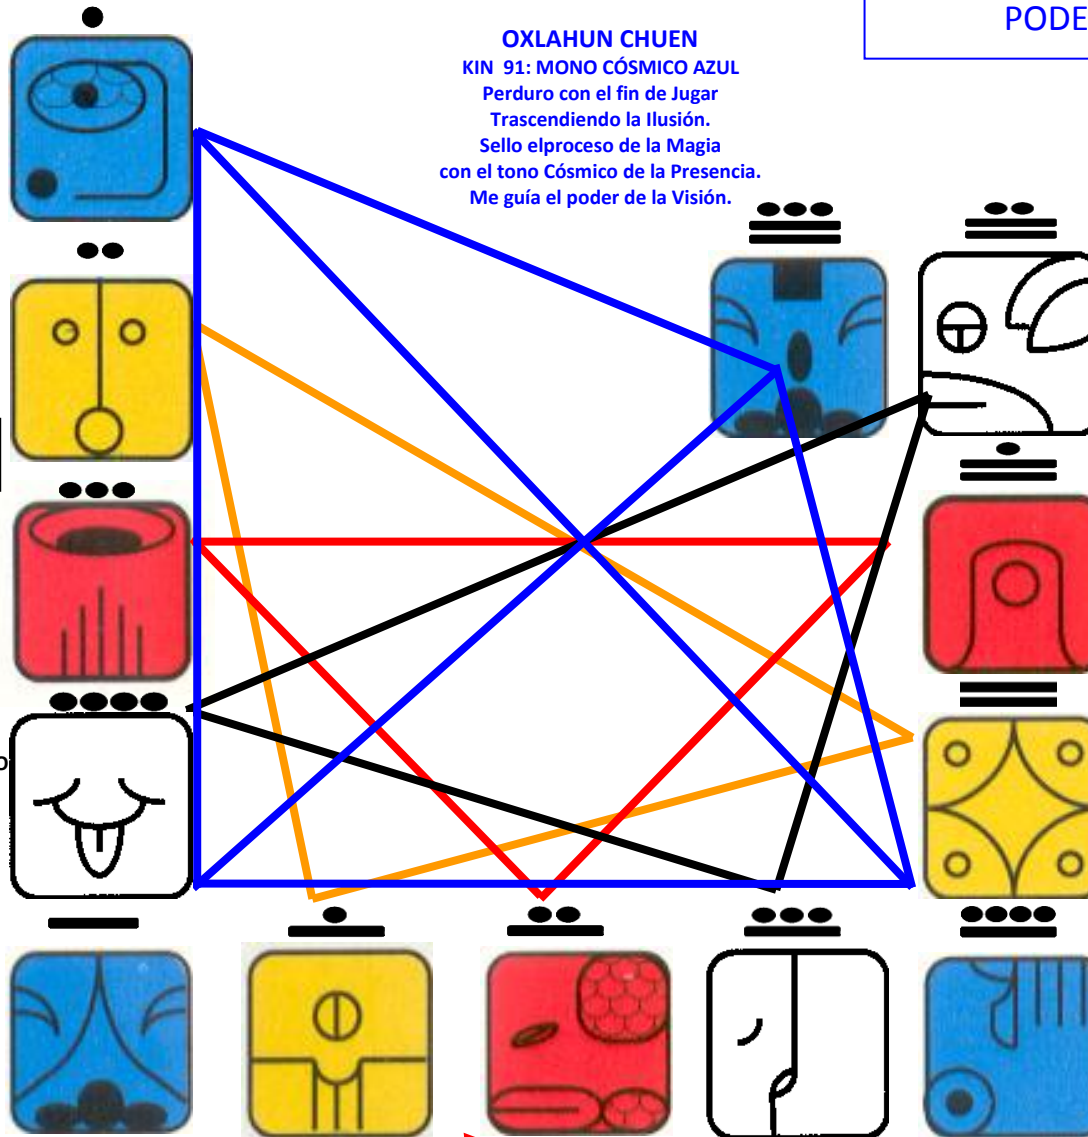 PODE
OXLAHUN CHUEN
KIN 91: MONO CÓSMICO AZUL
Perduro con el fin de Jugar
Trascendiendo la Ilusión.
Sello elproceso de la Magia
con el tono Cósmico de la Presencia.
Me guía el poder de la Visión.
o